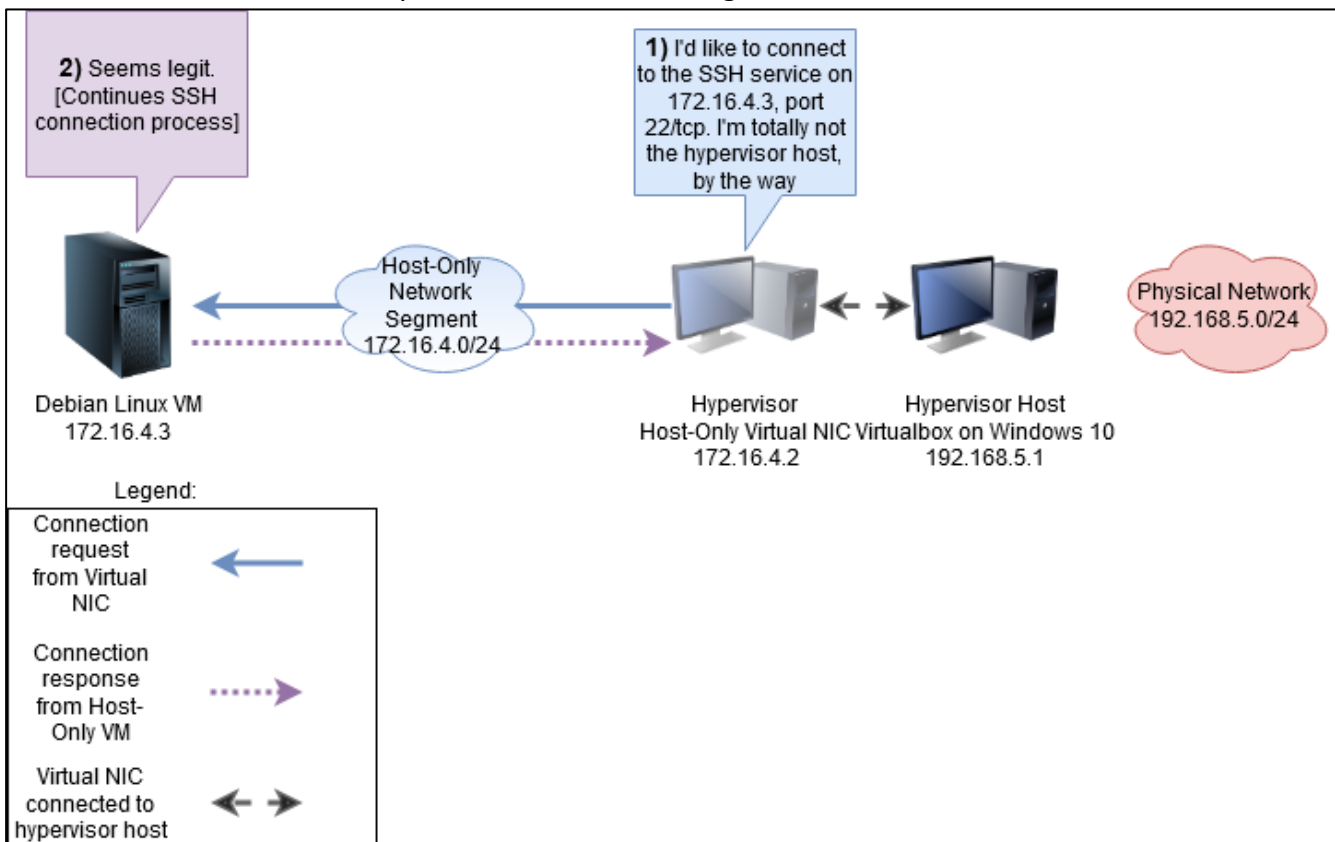 2) Seems legit.
[Continues SSH
connection process]
1) I'd like to connect
to the SSH service on
172.16.4.3, port
22/tcp. I'm totally not
the hypervisor host,
by the way
Host-Only
Network
Segment
172.16.4.0/24
Physical Network
192.168.5.0/24
Debian Linux VM
172.16.4.3
Hypervisor
Host-Only Virtual NIC
172.16.4.2
Hypervisor Host
Virtualbox on Windows 10
192.168.5.1
Legend:
Connection
request
from Virtual
NIC
Connection
response
from Host-
Only VM
Virtual NIC
connected to
hypervisor host